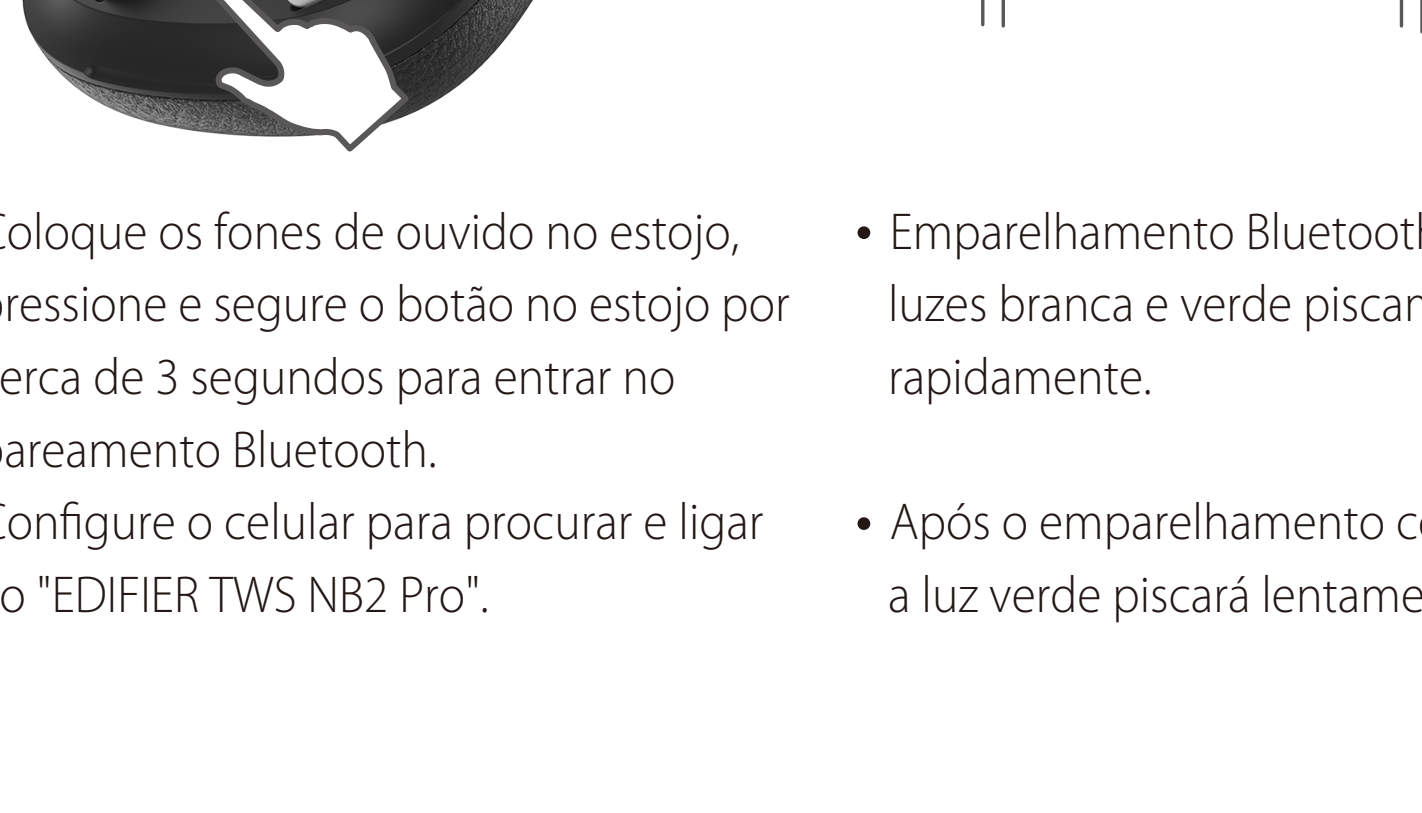 Coloque os fones de ouvido no estojo,
pressione e segure o botão no estojo por
cerca de 3 segundos para entrar no
pareamento Bluetooth.
Configure o celular para procurar e ligar
o "EDIFIER TWS NB2 Pro".
• Emparelhamento Bluetooth
luzes branca e verde piscam
rapidamente.
• Após o emparelhamento
a luz verde piscará